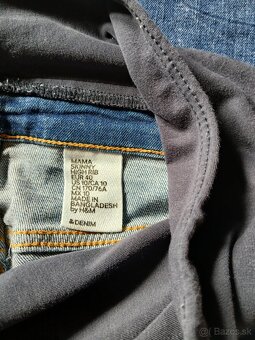 MAMA
SKINNY
HIGH RIB
EUR 40
US 10/CA 10
CN 170/76A
MX 10
MADE IN
BANGLADESH
by H&M
&DENIM
Bazos.sk